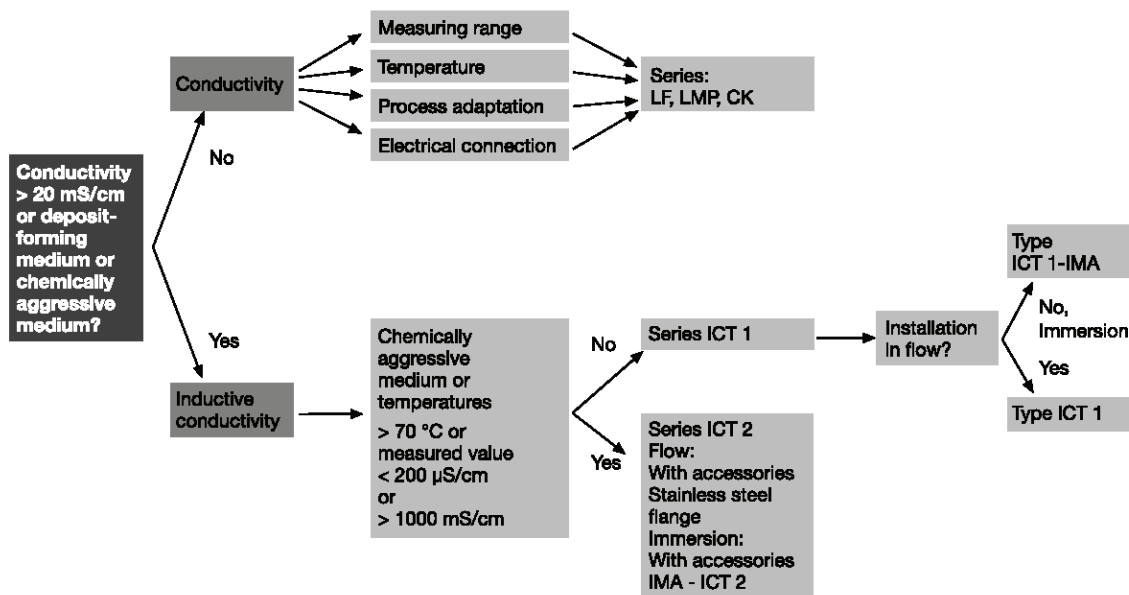 Conductivity
> 20 mS/cm
or deposit-
forming
medium or
chemically
aggressive
medium?
No
Yes
Conductivity
Measuring range
Temperature
Process adaptation
Electrical connection
Series:
LF, LMP, CK
Inductive
conductivity
Chemically
aggressive
medium or
temperatures
> 70 °C or
measured value
< 200 µS/cm
or
> 1000 mS/cm
No
Yes
Series ICT 1
Series ICT 2
Flow:
With accessories
Stainless steel
flange
Immersion:
With accessories
IMA - ICT 2
Installation
in flow?
Type
ICT 1-IMA
No,
Immersion
Yes
Type ICT 1